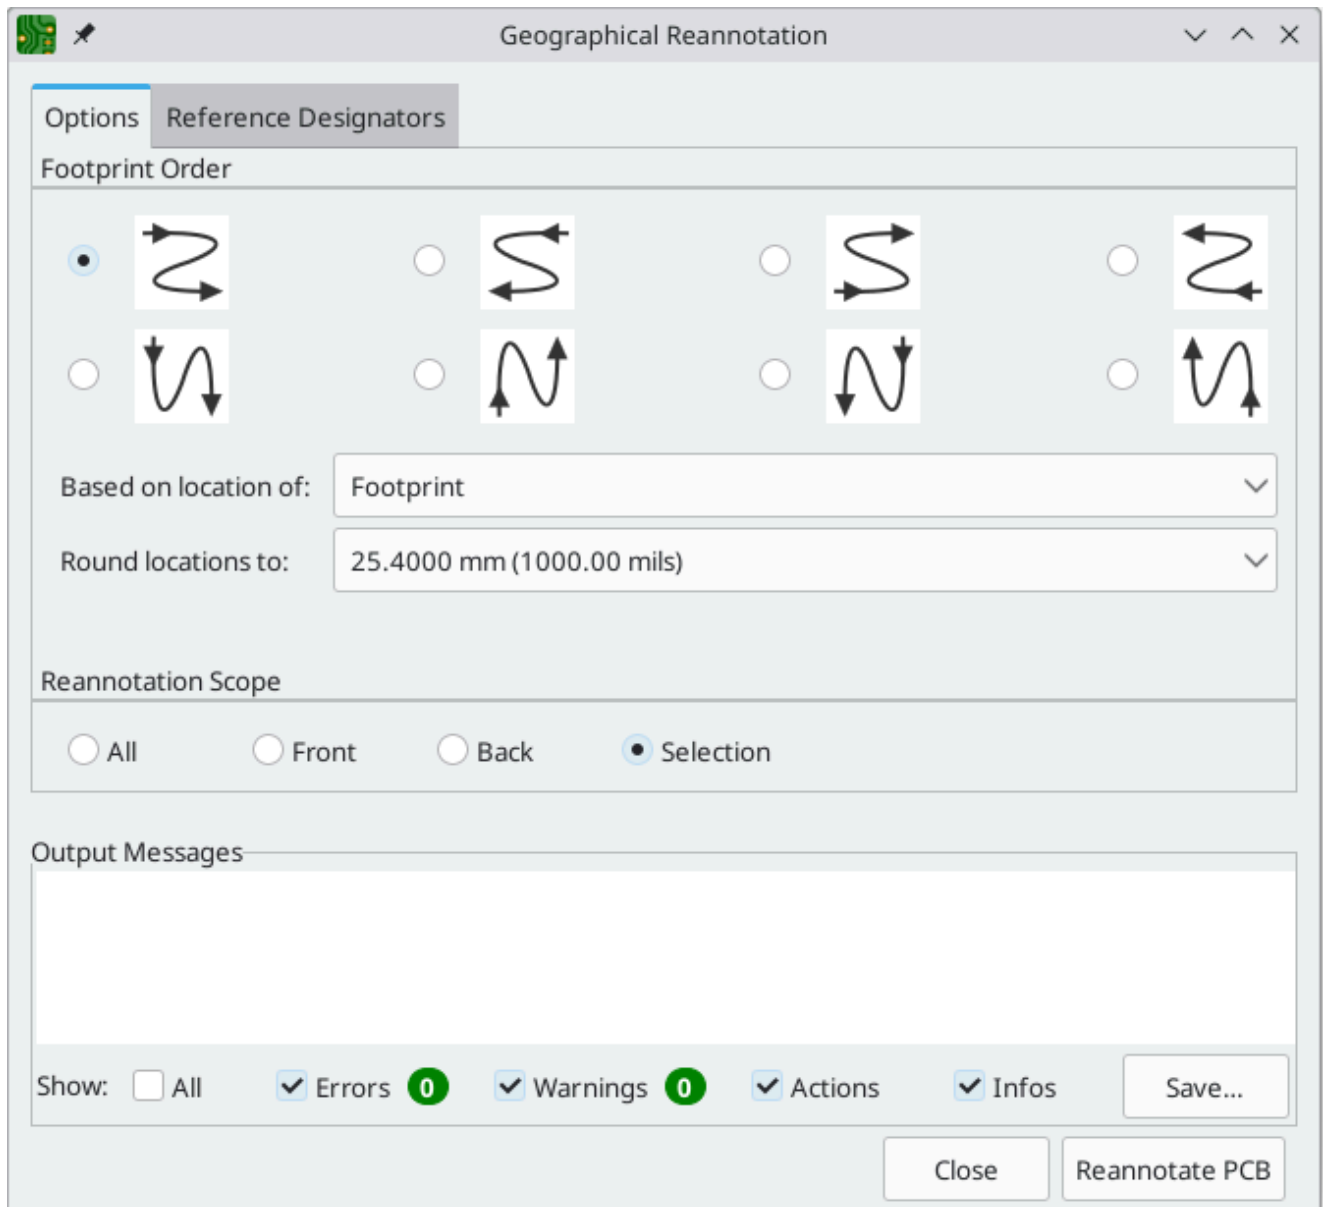 Geographical Reannotation
Options Reference Designators
Footprint Order
Based on location of: Footprint
Round locations to: 25.4000 mm (1000.00 mils)
Reannotation Scope
All Front Back Selection
Output Messages
Show: All Errors 0 Warnings 0 Actions Infos Save...
Close Reannotate PCB